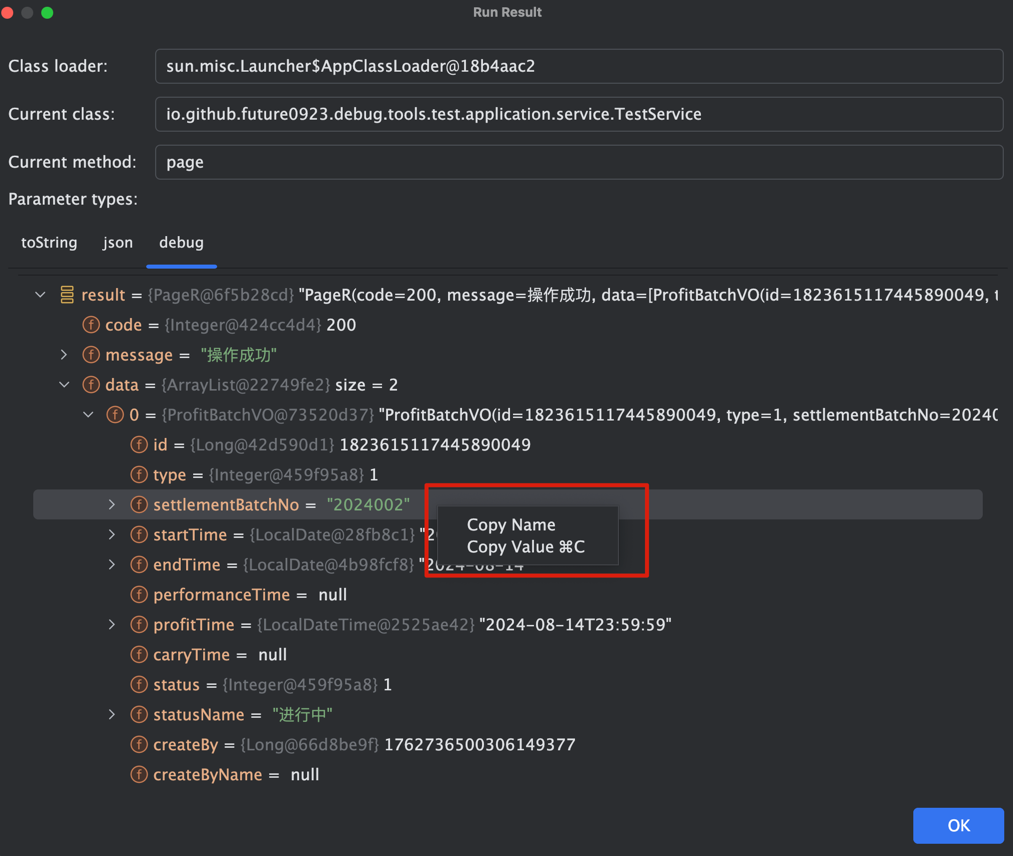 Run Result
Class loader: sun.misc.Launcher$AppClassLoader@18b4aac2
Current class: io.github.future0923.debug.tools.test.application.service.TestService
Current method: page
Parameter types:
toString json debug
result = {PageR@6f5b28cd} "PageR(code=200, message=操作成功, data=[ProfitBatchVO(id=1823615117445890049, t
f code = {Integer@424cc4d4} 200
f message = "操作成功"
f data = {ArrayList@22749fe2} size = 2
f 0 = {ProfitBatchVO@73520d37} "ProfitBatchVO(id=1823615117445890049, type=1, settlementBatchNo=20240
f id = {Long@42d590d1} 1823615117445890049
f type = {Integer@459f95a8} 1
f settlementBatchNo = "2024002"
Copy Name
Copy Value ⌘C
f startTime = {LocalDate@28fb8c1} "2
f endTime = {LocalDate@4b98fcf8} "2024-08-14
f performanceTime = null
f profitTime = {LocalDateTime@2525ae42} "2024-08-14T23:59:59"
f carryTime = null
f status = {Integer@459f95a8} 1
f statusName = "进行中"
f createBy = {Long@66d8be9f} 1762736500306149377
f createByName = null
OK